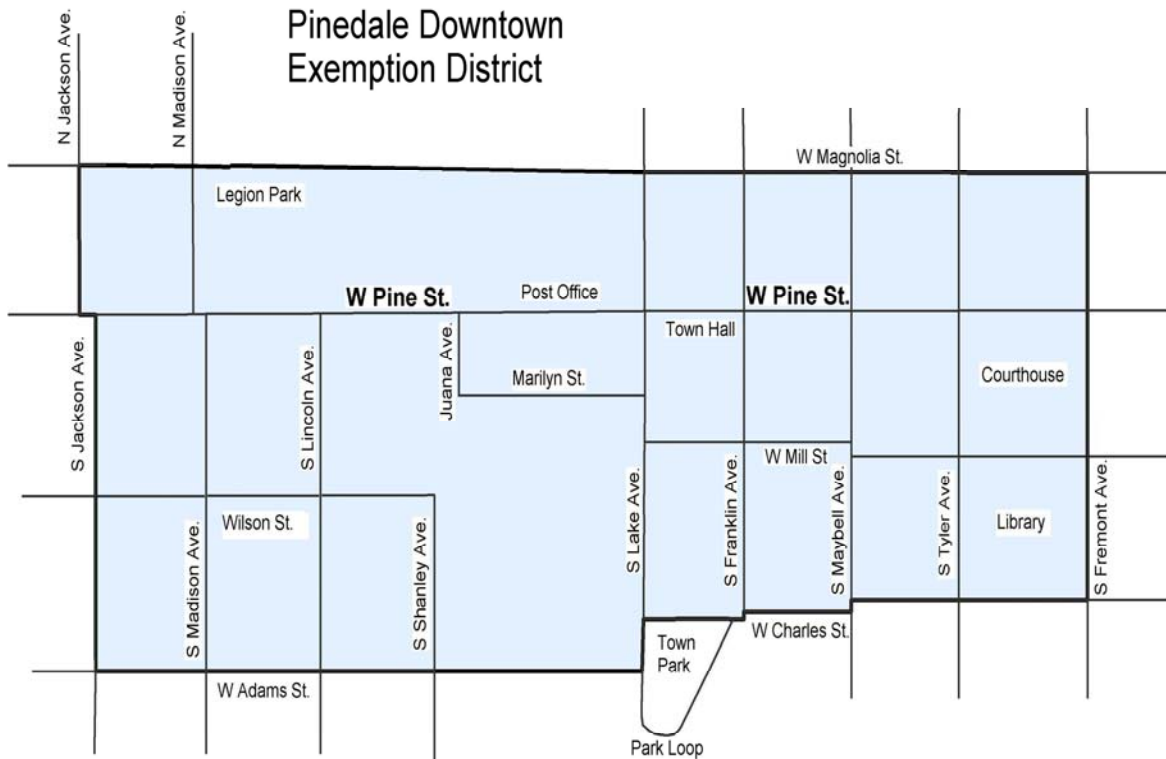 Pinedale Downtown
Exemption District
N Jackson Ave.
N Madison Ave.
W Magnolia St.
Legion Park
W Pine St.
Post Office
W Pine St.
Town Hall
Juana Ave.
Marilyn St.
Courthouse
S Jackson Ave.
S Lincoln Ave.
W Mill St
S Lake Ave.
S Franklin Ave.
S Maybell Ave.
S Tyler Ave.
Library
S Fremont Ave.
Wilson St.
S Madison Ave.
S Shanley Ave.
W Charles St.
Town
Park
W Adams St.
Park Loop